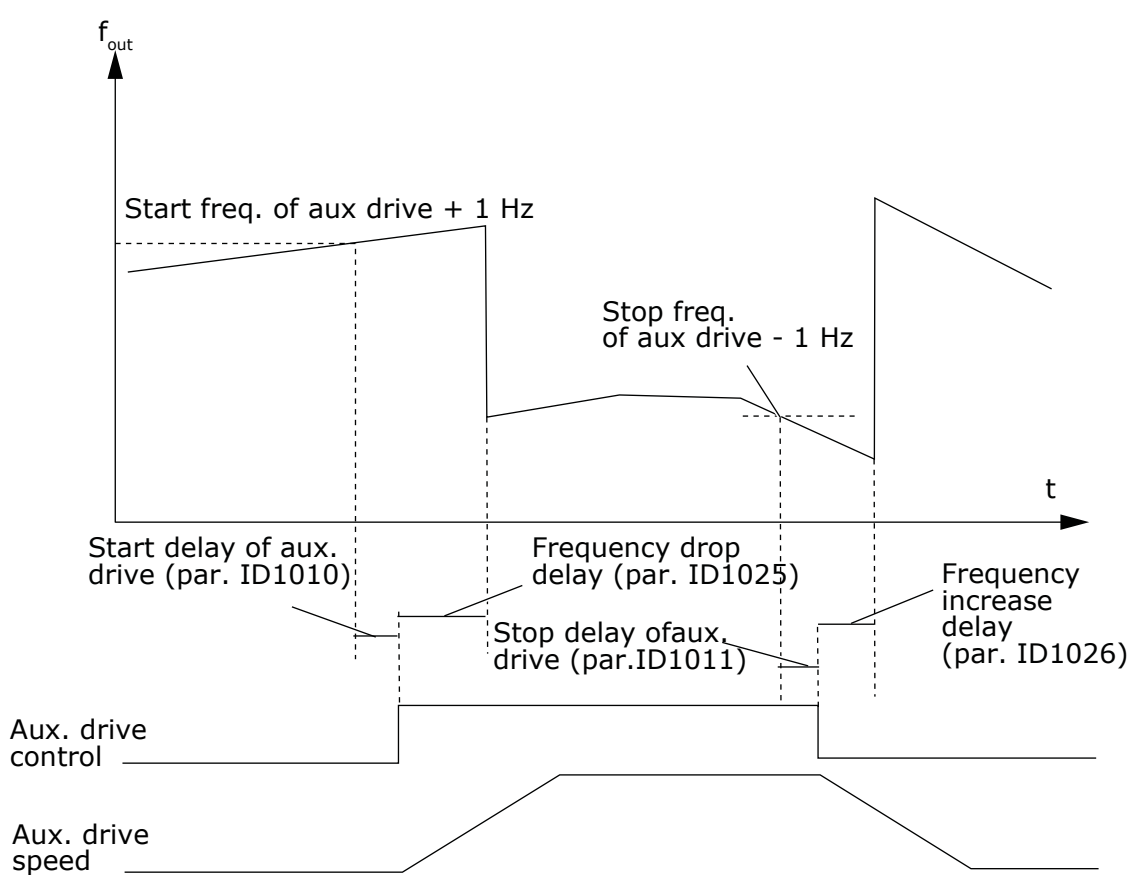 fout
Start freq. of aux drive + 1 Hz
Stop freq.
of aux drive - 1 Hz
t
Start delay of aux.
drive (par. ID1010)
Frequency drop
delay (par. ID1025)
Stop delay ofaux.
drive (par.ID1011)
Frequency
increase
delay
(par. ID1026)
Aux. drive
control
Aux. drive
speed